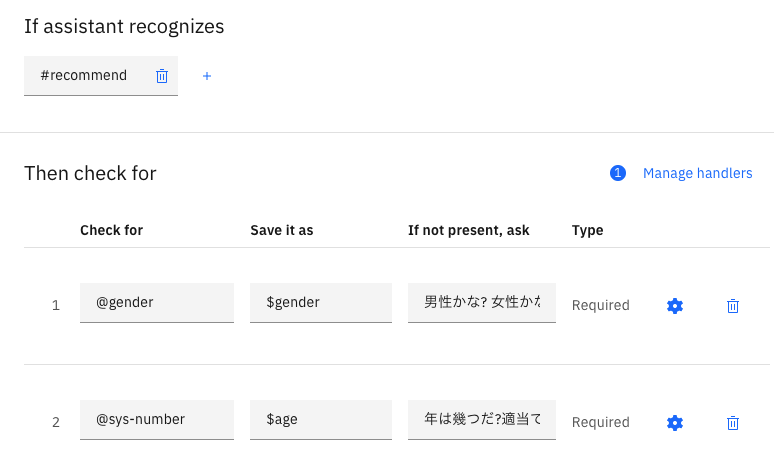 If assistant recognizes
#recommend
Then check for
1 Manage handlers
Check for Save it as If not present, ask Type
1 @gender $gender 男性かな? 女性かな Required
2 @sys-number $age 年は幾つだ?適当て Required